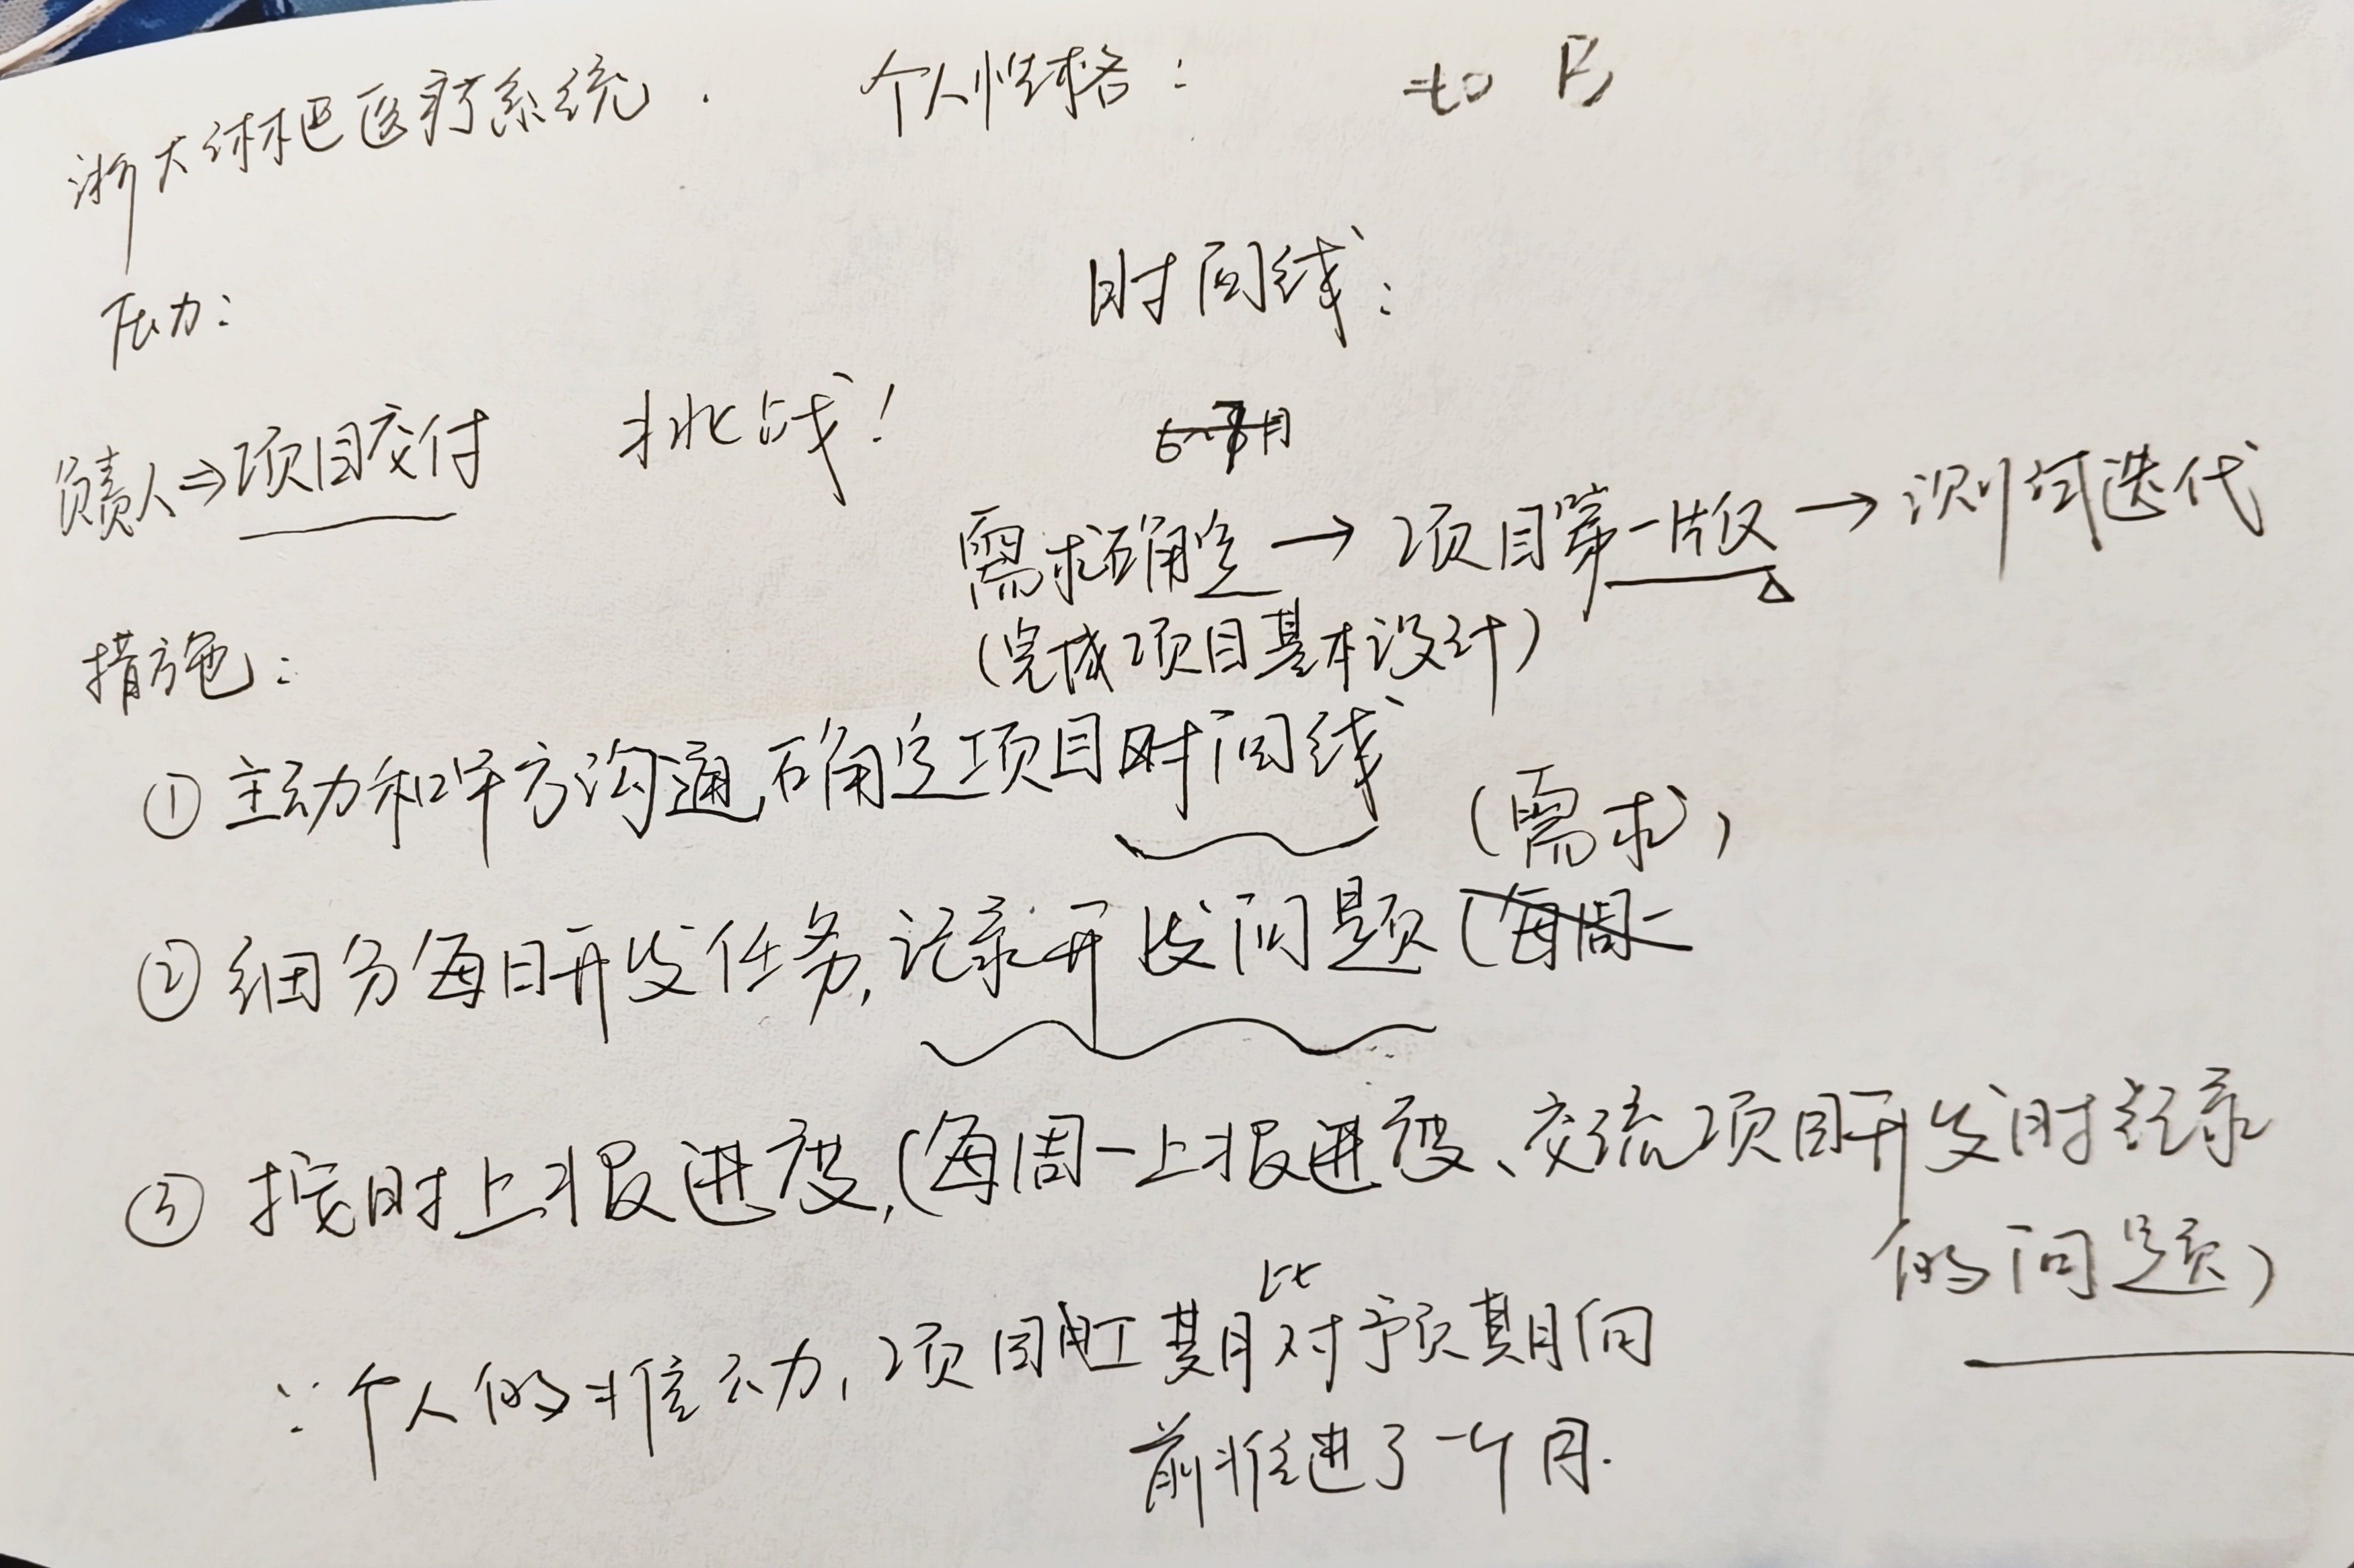 浙大淋巴医疗系统. 个人性格: to B
压力:
时间线:
负责人⇒项目交付 挑战!
6~7月
需求确定→项目第一版仅→测试迭代
(完成项目基本设计)
措施:
①主动和甲方沟通,确定项目时间线
(需求)
②细分每日开发任务,记录开发问题(每周一
③按时上报进度,(每周一上报进度、交流项目开发时记录
的问题)
∵个人的推动,项目工期比对预期向
前推进了一个月.